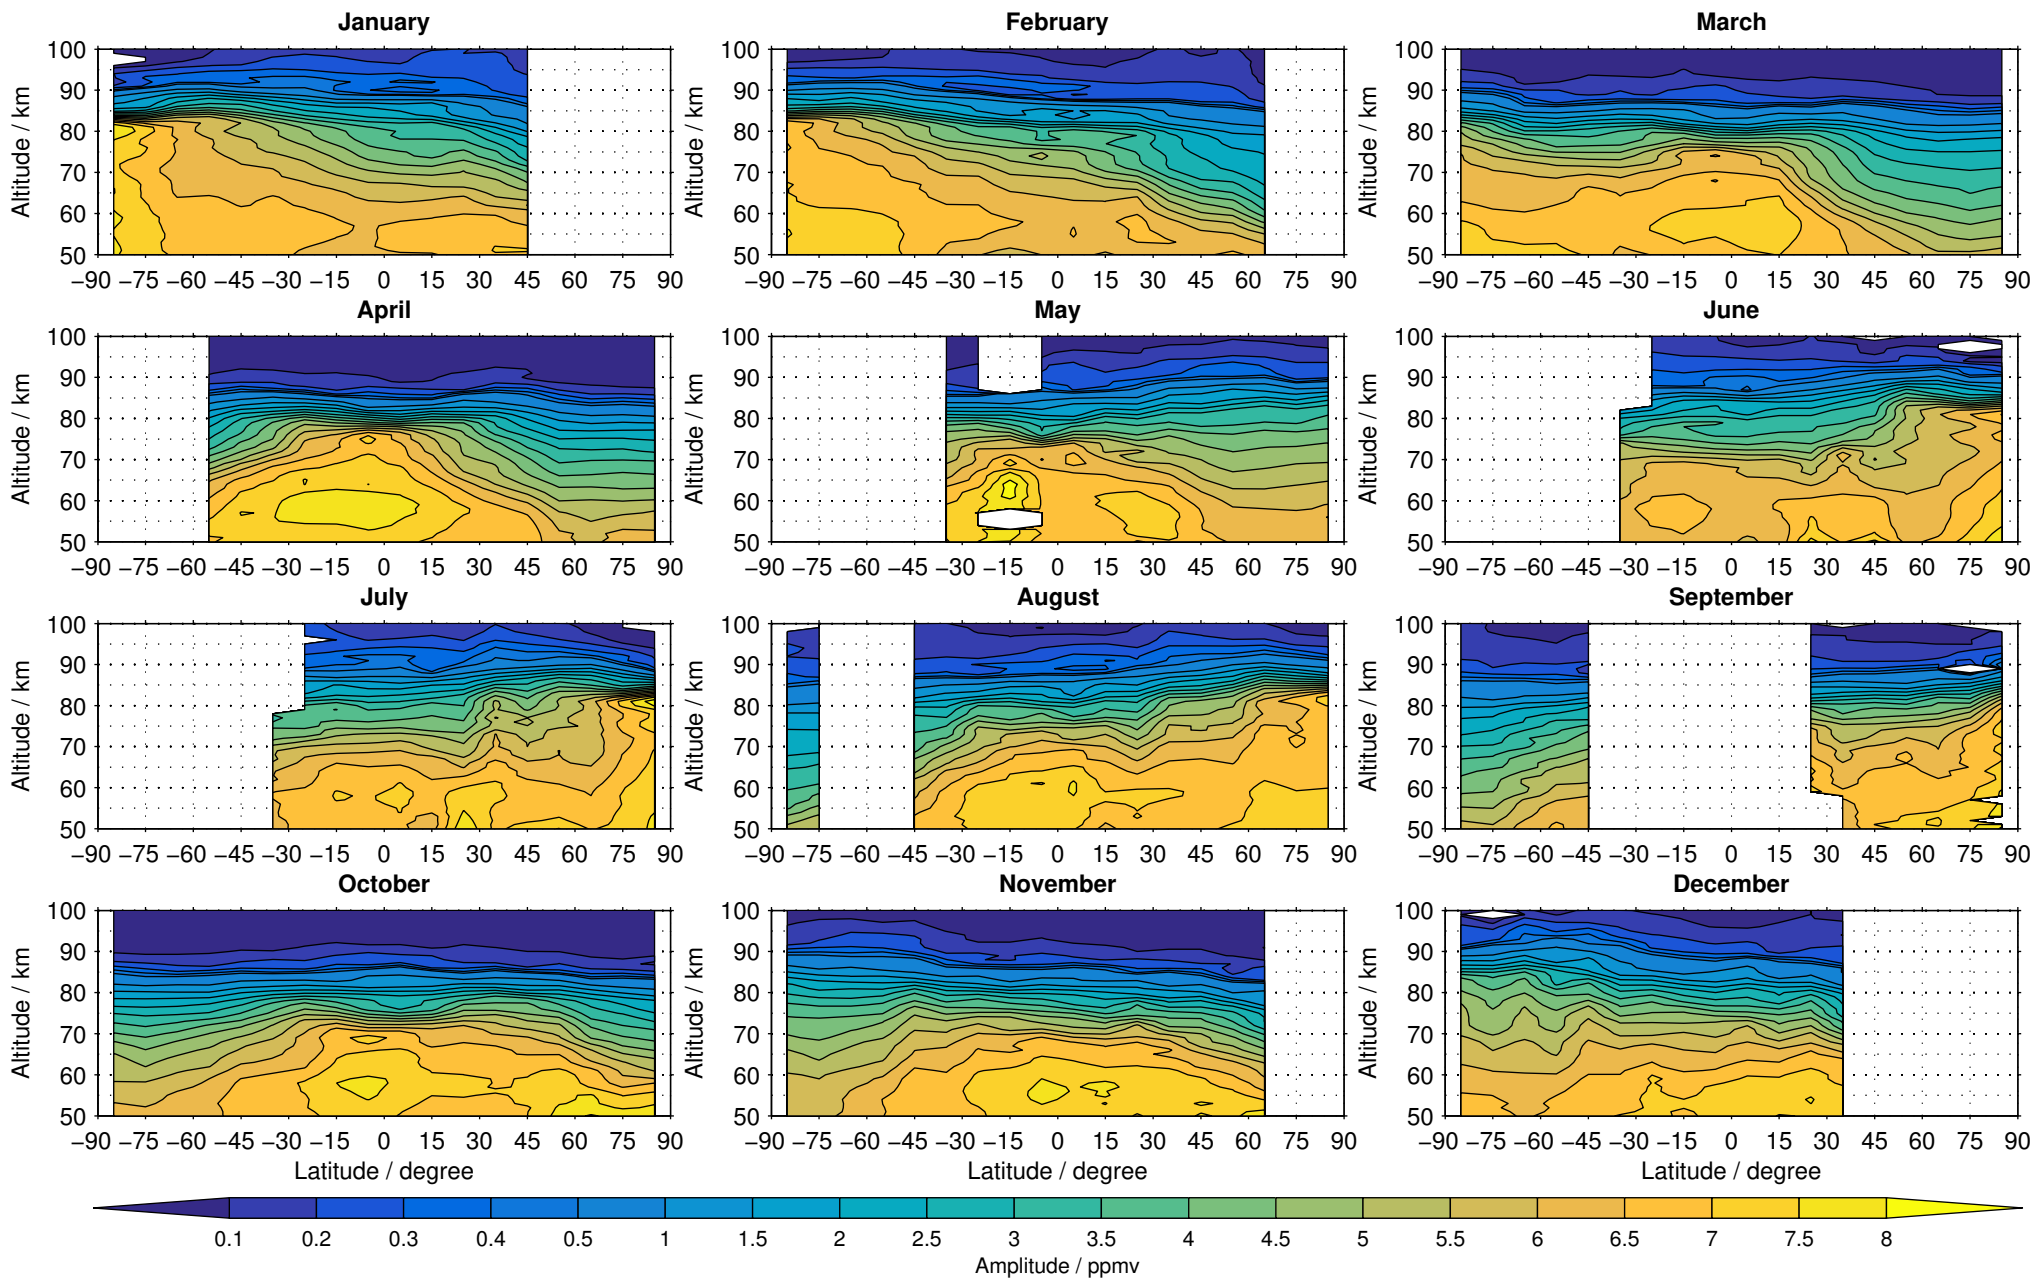 January February March
100 100 100
90 90 90
80 80 80
70 70 70
60 60 60
50 50 50
Altitude / km Altitude / km Altitude / km
−90 −75 −60 −45 −30 −15 0 15 30 45 60 75 90 −90 −75 −60 −45 −30 −15 0 15 30 45 60 75 90 −90 −75 −60 −45 −30 −15 0 15 30 45 60 75 90
April May June
100 100 100
90 90 90
80 80 80
70 70 70
60 60 60
50 50 50
Altitude / km Altitude / km Altitude / km
−90 −75 −60 −45 −30 −15 0 15 30 45 60 75 90 −90 −75 −60 −45 −30 −15 0 15 30 45 60 75 90 −90 −75 −60 −45 −30 −15 0 15 30 45 60 75 90
July August September
100 100 100
90 90 90
80 80 80
70 70 70
60 60 60
50 50 50
Altitude / km Altitude / km Altitude / km
−90 −75 −60 −45 −30 −15 0 15 30 45 60 75 90 −90 −75 −60 −45 −30 −15 0 15 30 45 60 75 90 −90 −75 −60 −45 −30 −15 0 15 30 45 60 75 90
October November December
100 100 100
90 90 90
80 80 80
70 70 70
60 60 60
50 50 50
Altitude / km Altitude / km Altitude / km
−90 −75 −60 −45 −30 −15 0 15 30 45 60 75 90 −90 −75 −60 −45 −30 −15 0 15 30 45 60 75 90 −90 −75 −60 −45 −30 −15 0 15 30 45 60 75 90
Latitude / degree Latitude / degree Latitude / degree
0.1 0.2 0.3 0.4 0.5 1 1.5 2 2.5 3 3.5 4 4.5 5 5.5 6 6.5 7 7.5 8
Amplitude / ppmv